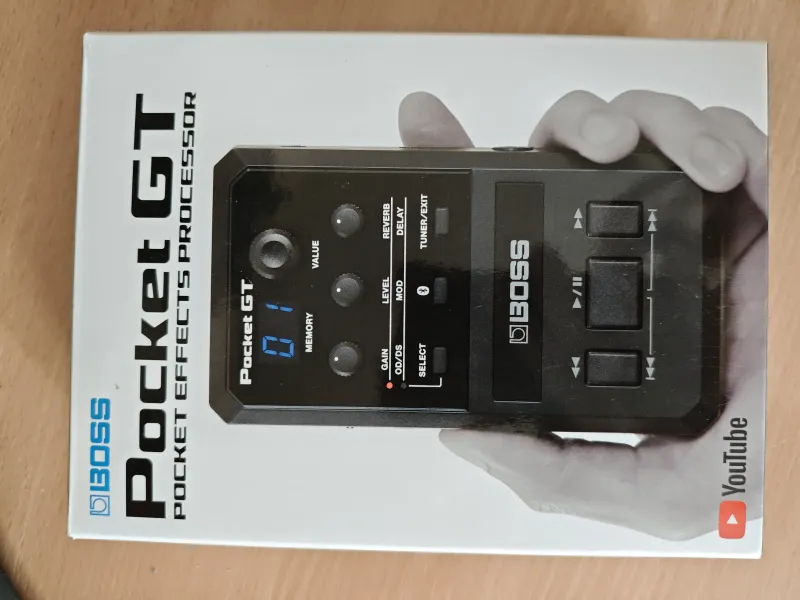 BOSS
Pocket GT
POCKET EFFECTS PROCESSOR
Pocket GT
01
MEMORY
VALUE
GAIN LEVEL REVERB
OD/DS MOD DELAY
SELECT TUNER/EXIT
BOSS
YouTube